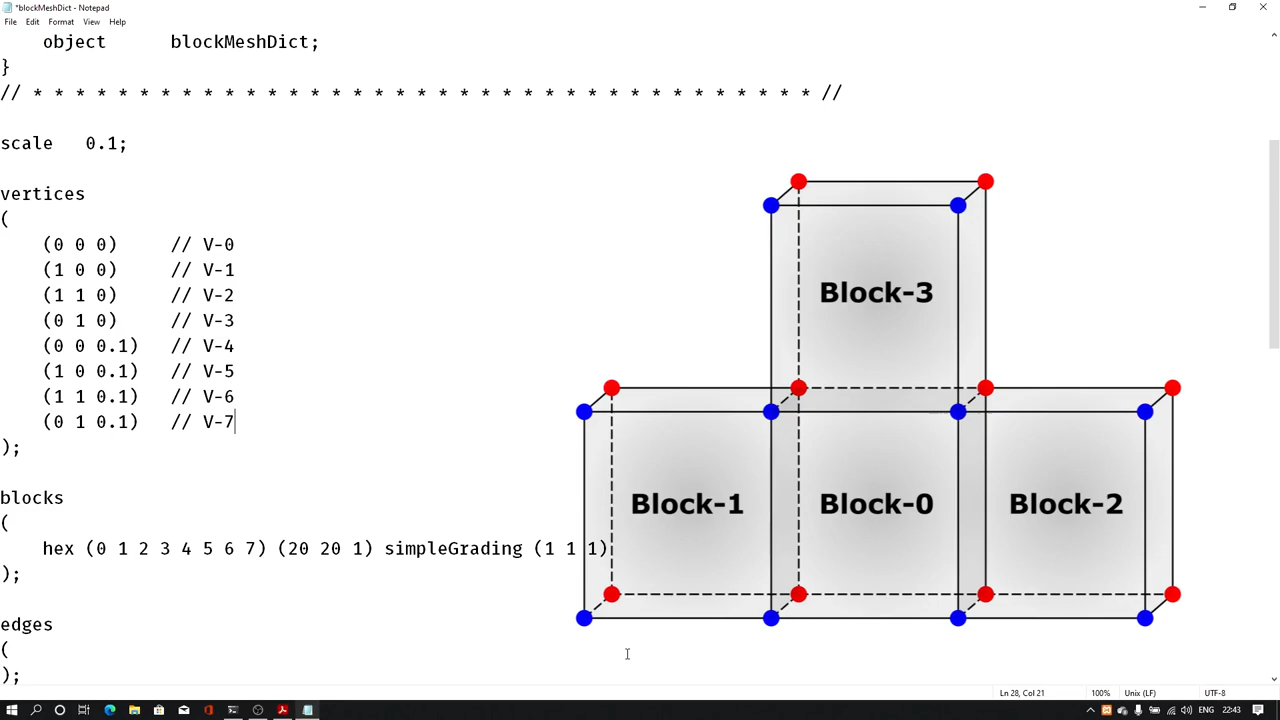 *blockMeshDict - Notepad
File Edit Format View Help
object blockMeshDict;
}
// * * * * * * * * * * * * * * * * * * * * * * * * * * * * * * * * * * * * * //
scale 0.1;
vertices
(
(0 0 0) // V-0
(1 0 0) // V-1
(1 1 0) // V-2
(0 1 0) // V-3
(0 0 0.1) // V-4
(1 0 0.1) // V-5
(1 1 0.1) // V-6
(0 1 0.1) // V-7
);
blocks
(
hex (0 1 2 3 4 5 6 7) (20 20 1) simpleGrading (1 1 1)
);
edges
(
);
Block-3
Block-1 Block-0 Block-2
Ln 28, Col 21 100% Unix (LF) UTF-8
ENG 22:43